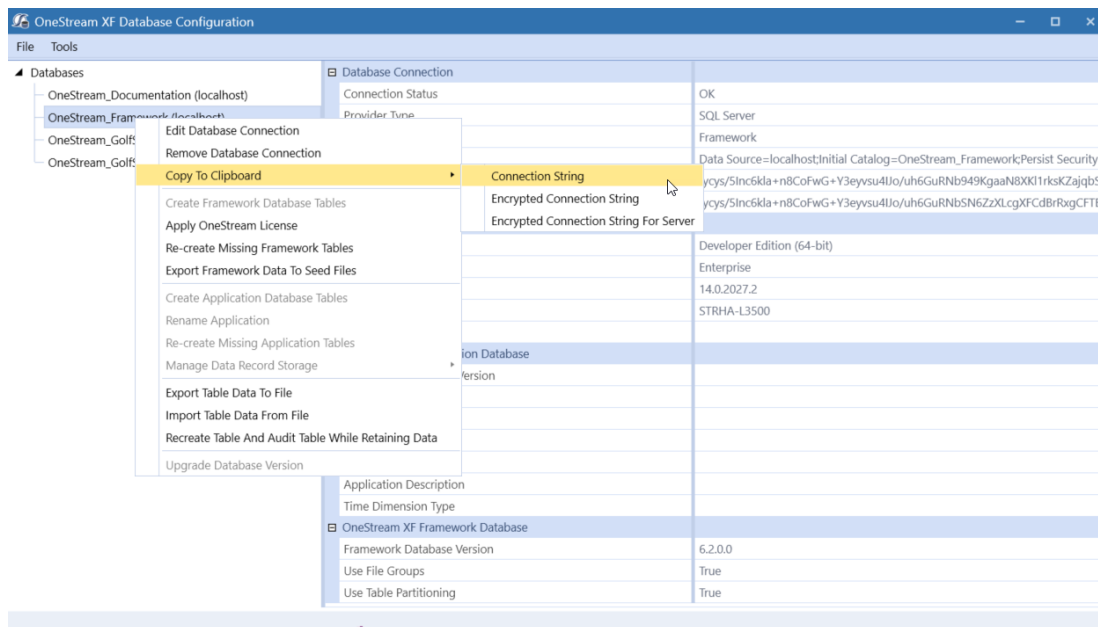 OneStream XF Database Configuration
File Tools
Databases
OneStream_Documentation (localhost)
OneStream_Framework (localhost)
OneStream_Golf
OneStream_Golf
Edit Database Connection
Remove Database Connection
Copy To Clipboard
Create Framework Database Tables
Apply OneStream License
Re-create Missing Framework Tables
Export Framework Data To Seed Files
Create Application Database Tables
Rename Application
Re-create Missing Application Tables
Manage Data Record Storage
Export Table Data To File
Import Table Data From File
Recreate Table And Audit Table While Retaining Data
Upgrade Database Version
Connection String
Encrypted Connection String
Encrypted Connection String For Server
Database Connection
Connection Status OK
Provider Type SQL Server
Framework
Data Source=localhost;Initial Catalog=OneStream_Framework;Persist Security
Developer Edition (64-bit)
Enterprise
14.0.2027.2
STRHA-L3500
ion Database
Version
Application Description
Time Dimension Type
OneStream XF Framework Database
Framework Database Version 6.2.0.0
Use File Groups True
Use Table Partitioning True